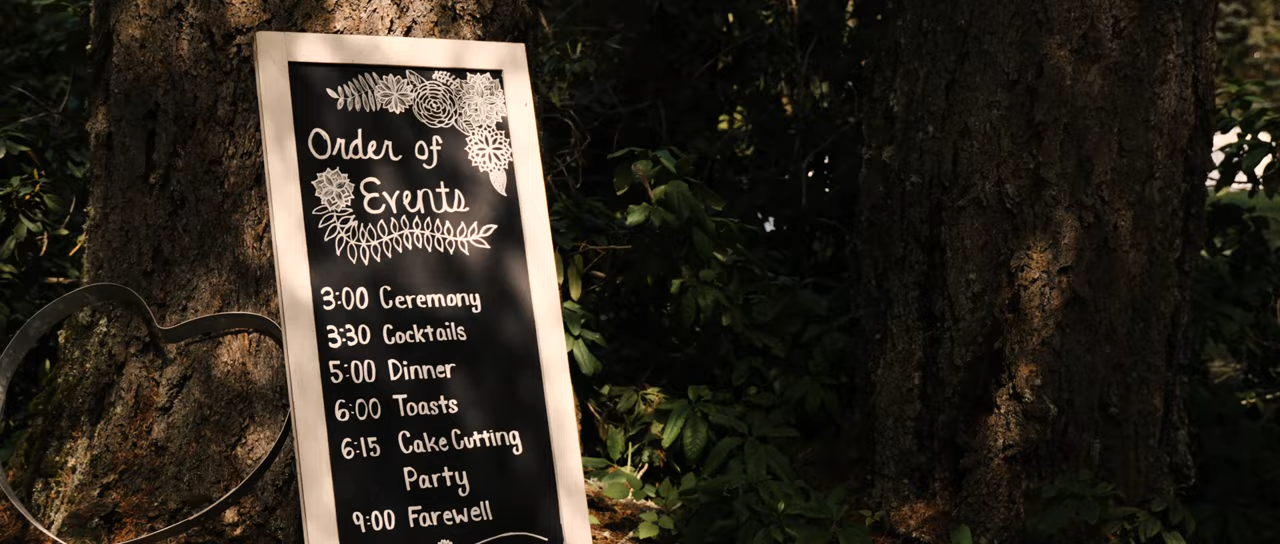 Order of
Events
3:00 Ceremony
3:30 Cocktails
5:00 Dinner
6:00 Toasts
6:15 Cake Cutting
Party
9:00 Farewell